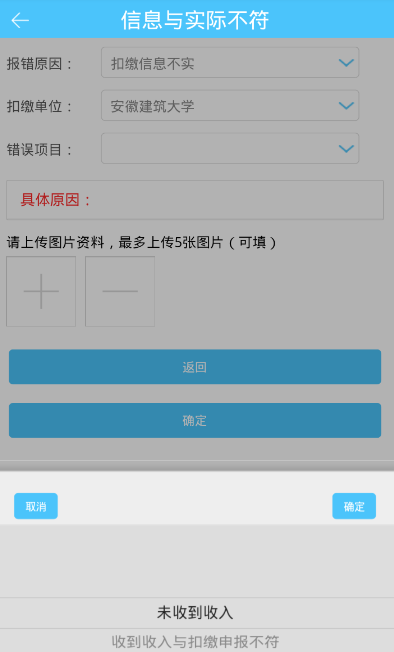 信息与实际不符
报错原因：
扣缴信息不实
扣缴单位：
安徽建筑大学
错误项目：
具体原因：
请上传图片资料，最多上传5张图片（可填）
返回
确定
取消
确定
未收到收入
收到收入与扣缴申报不符